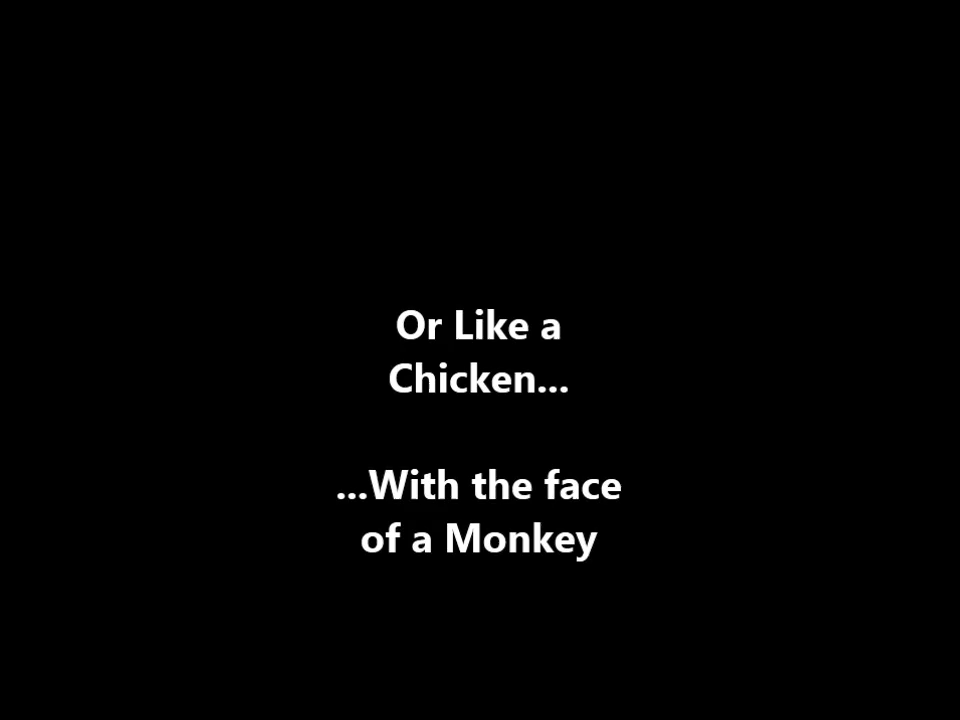 Or Like a
Chicken...
...With the face
of a Monkey